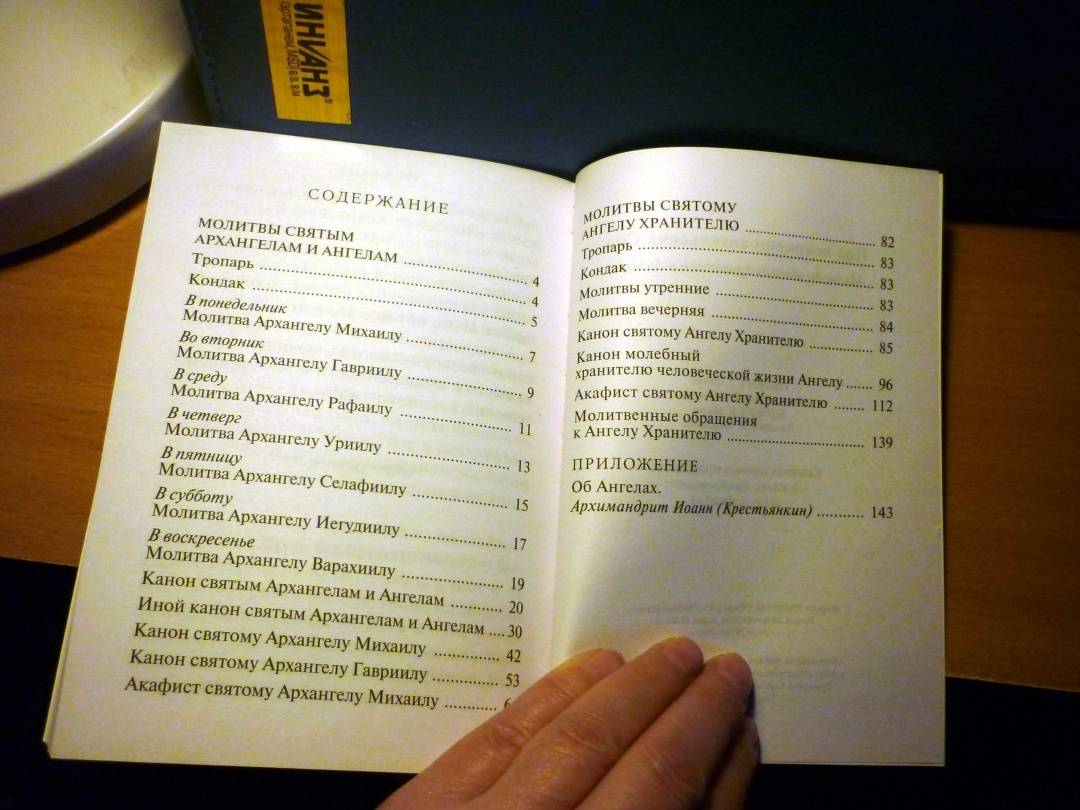 ИНVАНЗ®
СОДЕРЖАНИЕ
МОЛИТВЫ СВЯТЫМ
АРХАНГЕЛАМ И АНГЕЛАМ ........ 4
Тропарь ........ 4
Кондак ........ 5
В понедельник
Молитва Архангелу Михаилу ........ 7
Во вторник
Молитва Архангелу Гавриилу ........ 9
В среду
Молитва Архангелу Рафаилу ........ 11
В четверг
Молитва Архангелу Уриилу ........ 13
В пятницу
Молитва Архангелу Селафиилу ........ 15
В субботу
Молитва Архангелу Иегудиилу ........ 17
В воскресенье
Молитва Архангелу Варахиилу ........ 19
Канон святым Архангелам и Ангелам ........ 20
Иной канон святым Архангелам и Ангелам .... 30
Канон святому Архангелу Михаилу ........ 42
Канон святому Архангелу Гавриилу ........ 53
Акафист святому Архангелу Михаилу ........
МОЛИТВЫ СВЯТОМУ
АНГЕЛУ ХРАНИТЕЛЮ ........ 82
Тропарь ........ 83
Кондак ........ 83
Молитвы утренние ........ 83
Молитва вечерняя ........ 84
Канон святому Ангелу Хранителю ........ 85
Канон молебный
хранителю человеческой жизни Ангелу ...... 96
Акафист святому Ангелу Хранителю ........ 112
Молитвенные обращения
к Ангелу Хранителю ........ 139
ПРИЛОЖЕНИЕ
Об Ангелах.
Архимандрит Иоанн (Крестьянкин) ........ 143